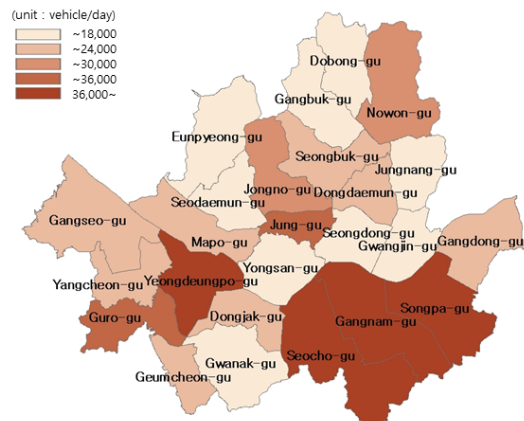 (unit : vehicle/day)
~18,000
~24,000
~30,000
~36,000
36,000~
Dobong-gu
Gangbuk-gu
Nowon-gu
Eunpyeong-gu
Seongbuk-gu
Jungnang-gu
Jongno-gu
Dongdaemun-gu
Seodaemun-gu
Gangseo-gu
Jung-gu
Seongdong-gu
Mapo-gu
Gwangjin-gu
Gangdong-gu
Yongsan-gu
Yangcheon-gu
Yeongdeungpo-gu
Songpa-gu
Guro-gu
Dongjak-gu
Gangnam-gu
Seocho-gu
Gwanak-gu
Geumcheon-gu